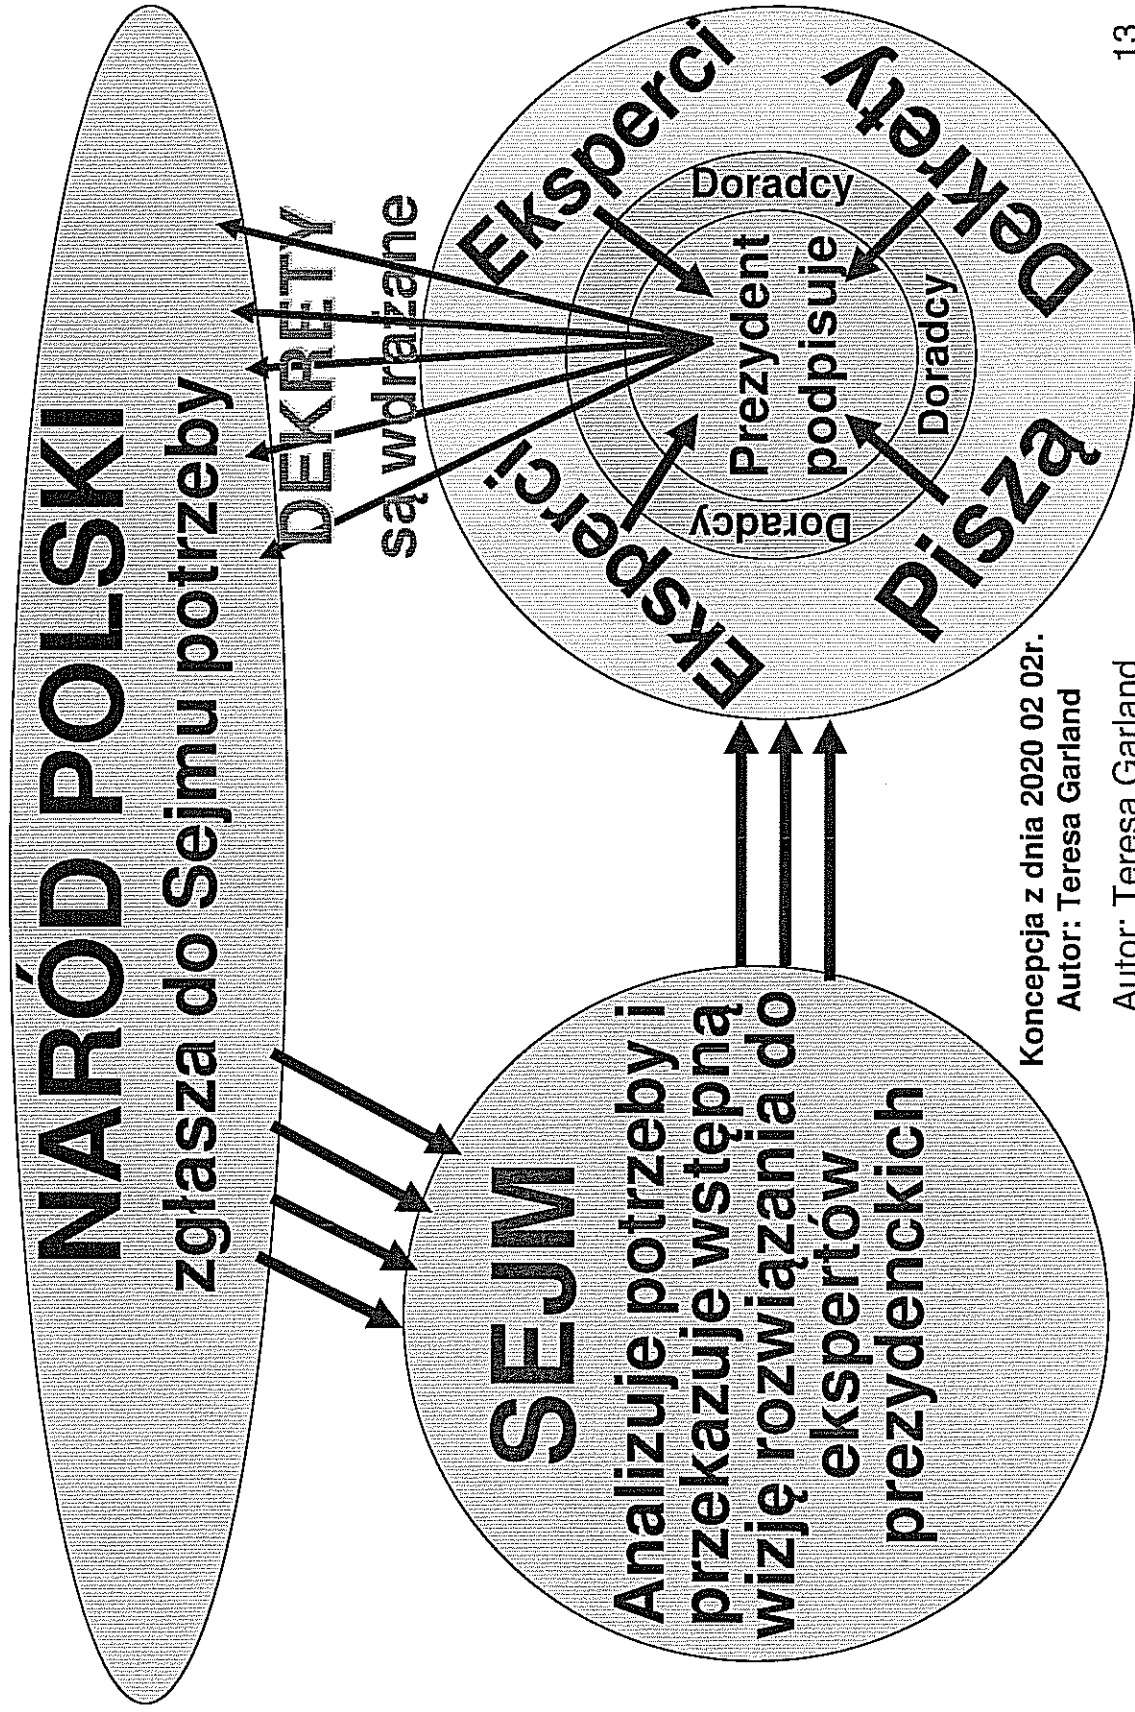 NARÓD POLSKI
zgłasza do Sejmu potrzeby
DEKRETY
są wdrażane
SEJM
Analizuje potrzeby i
przekazuje wstępną
wizję rozwiązania do
ekspertów
prezydenckich
Eksperci
Eksperci
Doradcy
Doradcy
Prezydent
podpisuje
Doradcy
Piszą
Dekrety
Koncepcja z dnia 2020 02 02r.
Autor: Teresa Garland
Autor: Teresa Garland
13